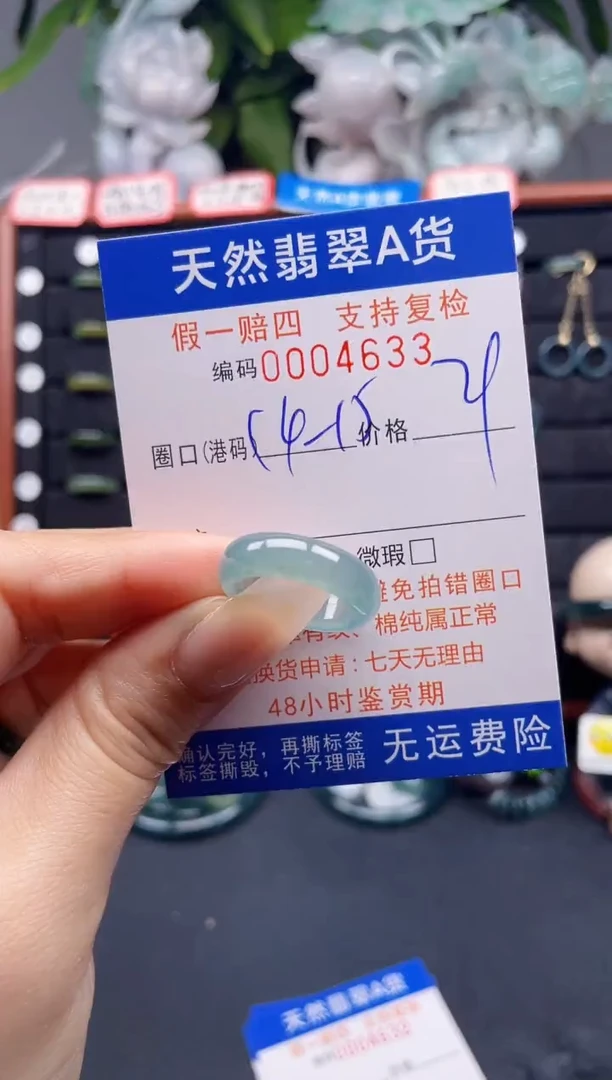 天然翡翠A货
假一赔四 支持复检
编码0004633
圈口(港码) 14-15 价格
微瑕□
避免拍错圈口
棉纯属正常
换货申请:七天无理由
48小时鉴赏期
确认完好，再撕标签
标签撕毁，不予理赔
无运费险
天然翡翠A货